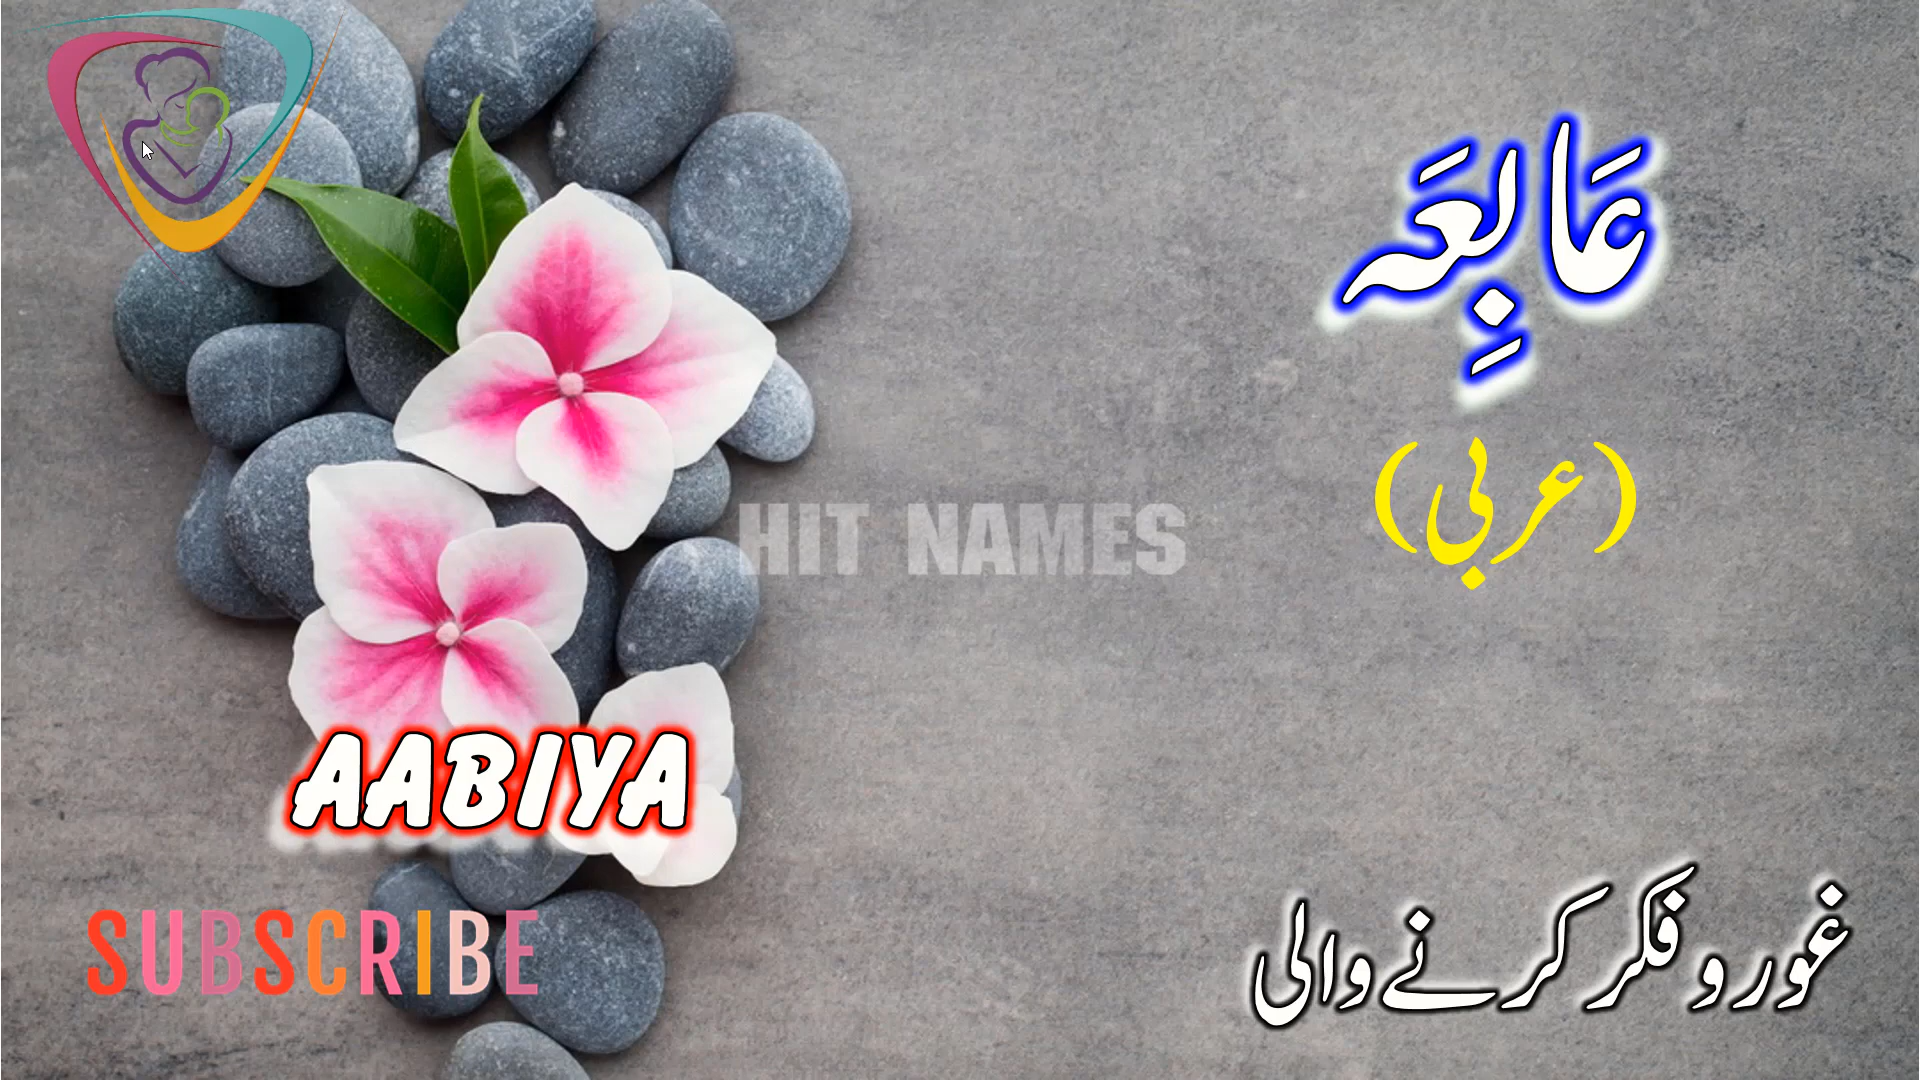 عَابِعَہ
(عربی)
HIT NAMES
AABIYA
غور و فکر کرنے والی
SUBSCRIBE